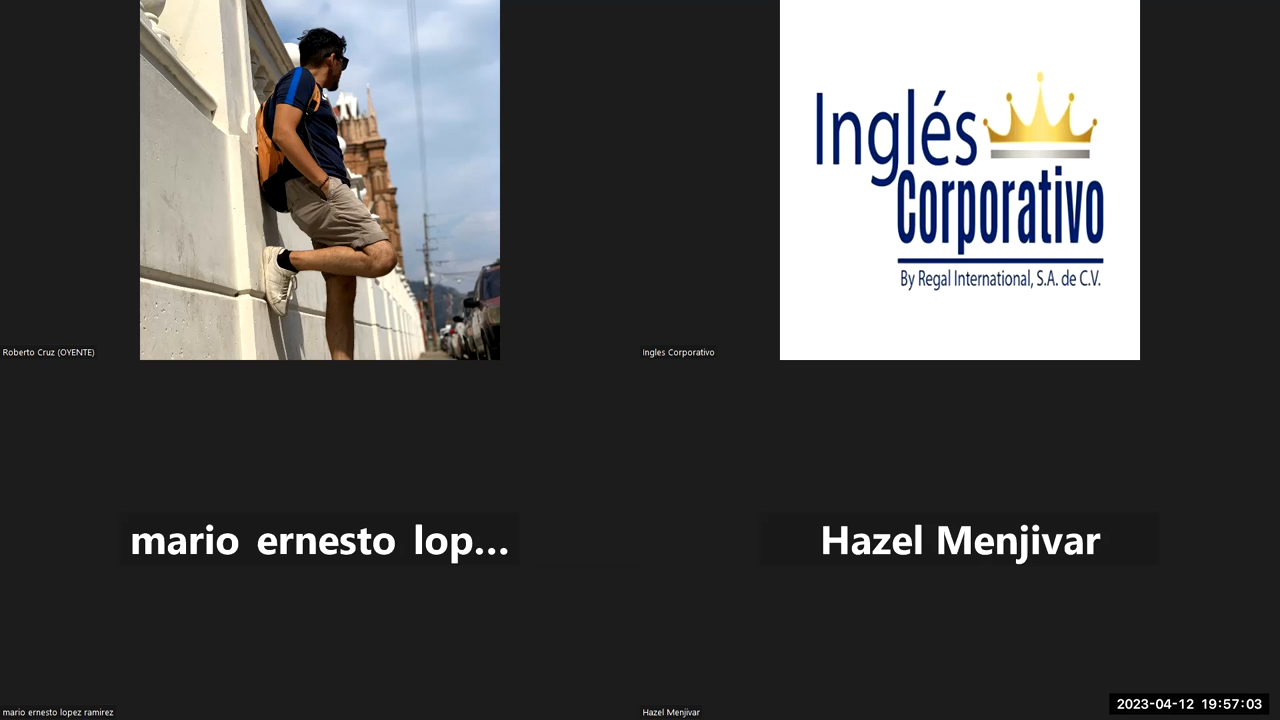 Inglés
Corporativo
By Regal International, S.A. de C.V.
Roberto Cruz (OYENTE)
Ingles Corporativo
mario ernesto lop...
Hazel Menjivar
mario ernesto lopez ramirez
Hazel Menjivar
2023-04-12 19:57:03